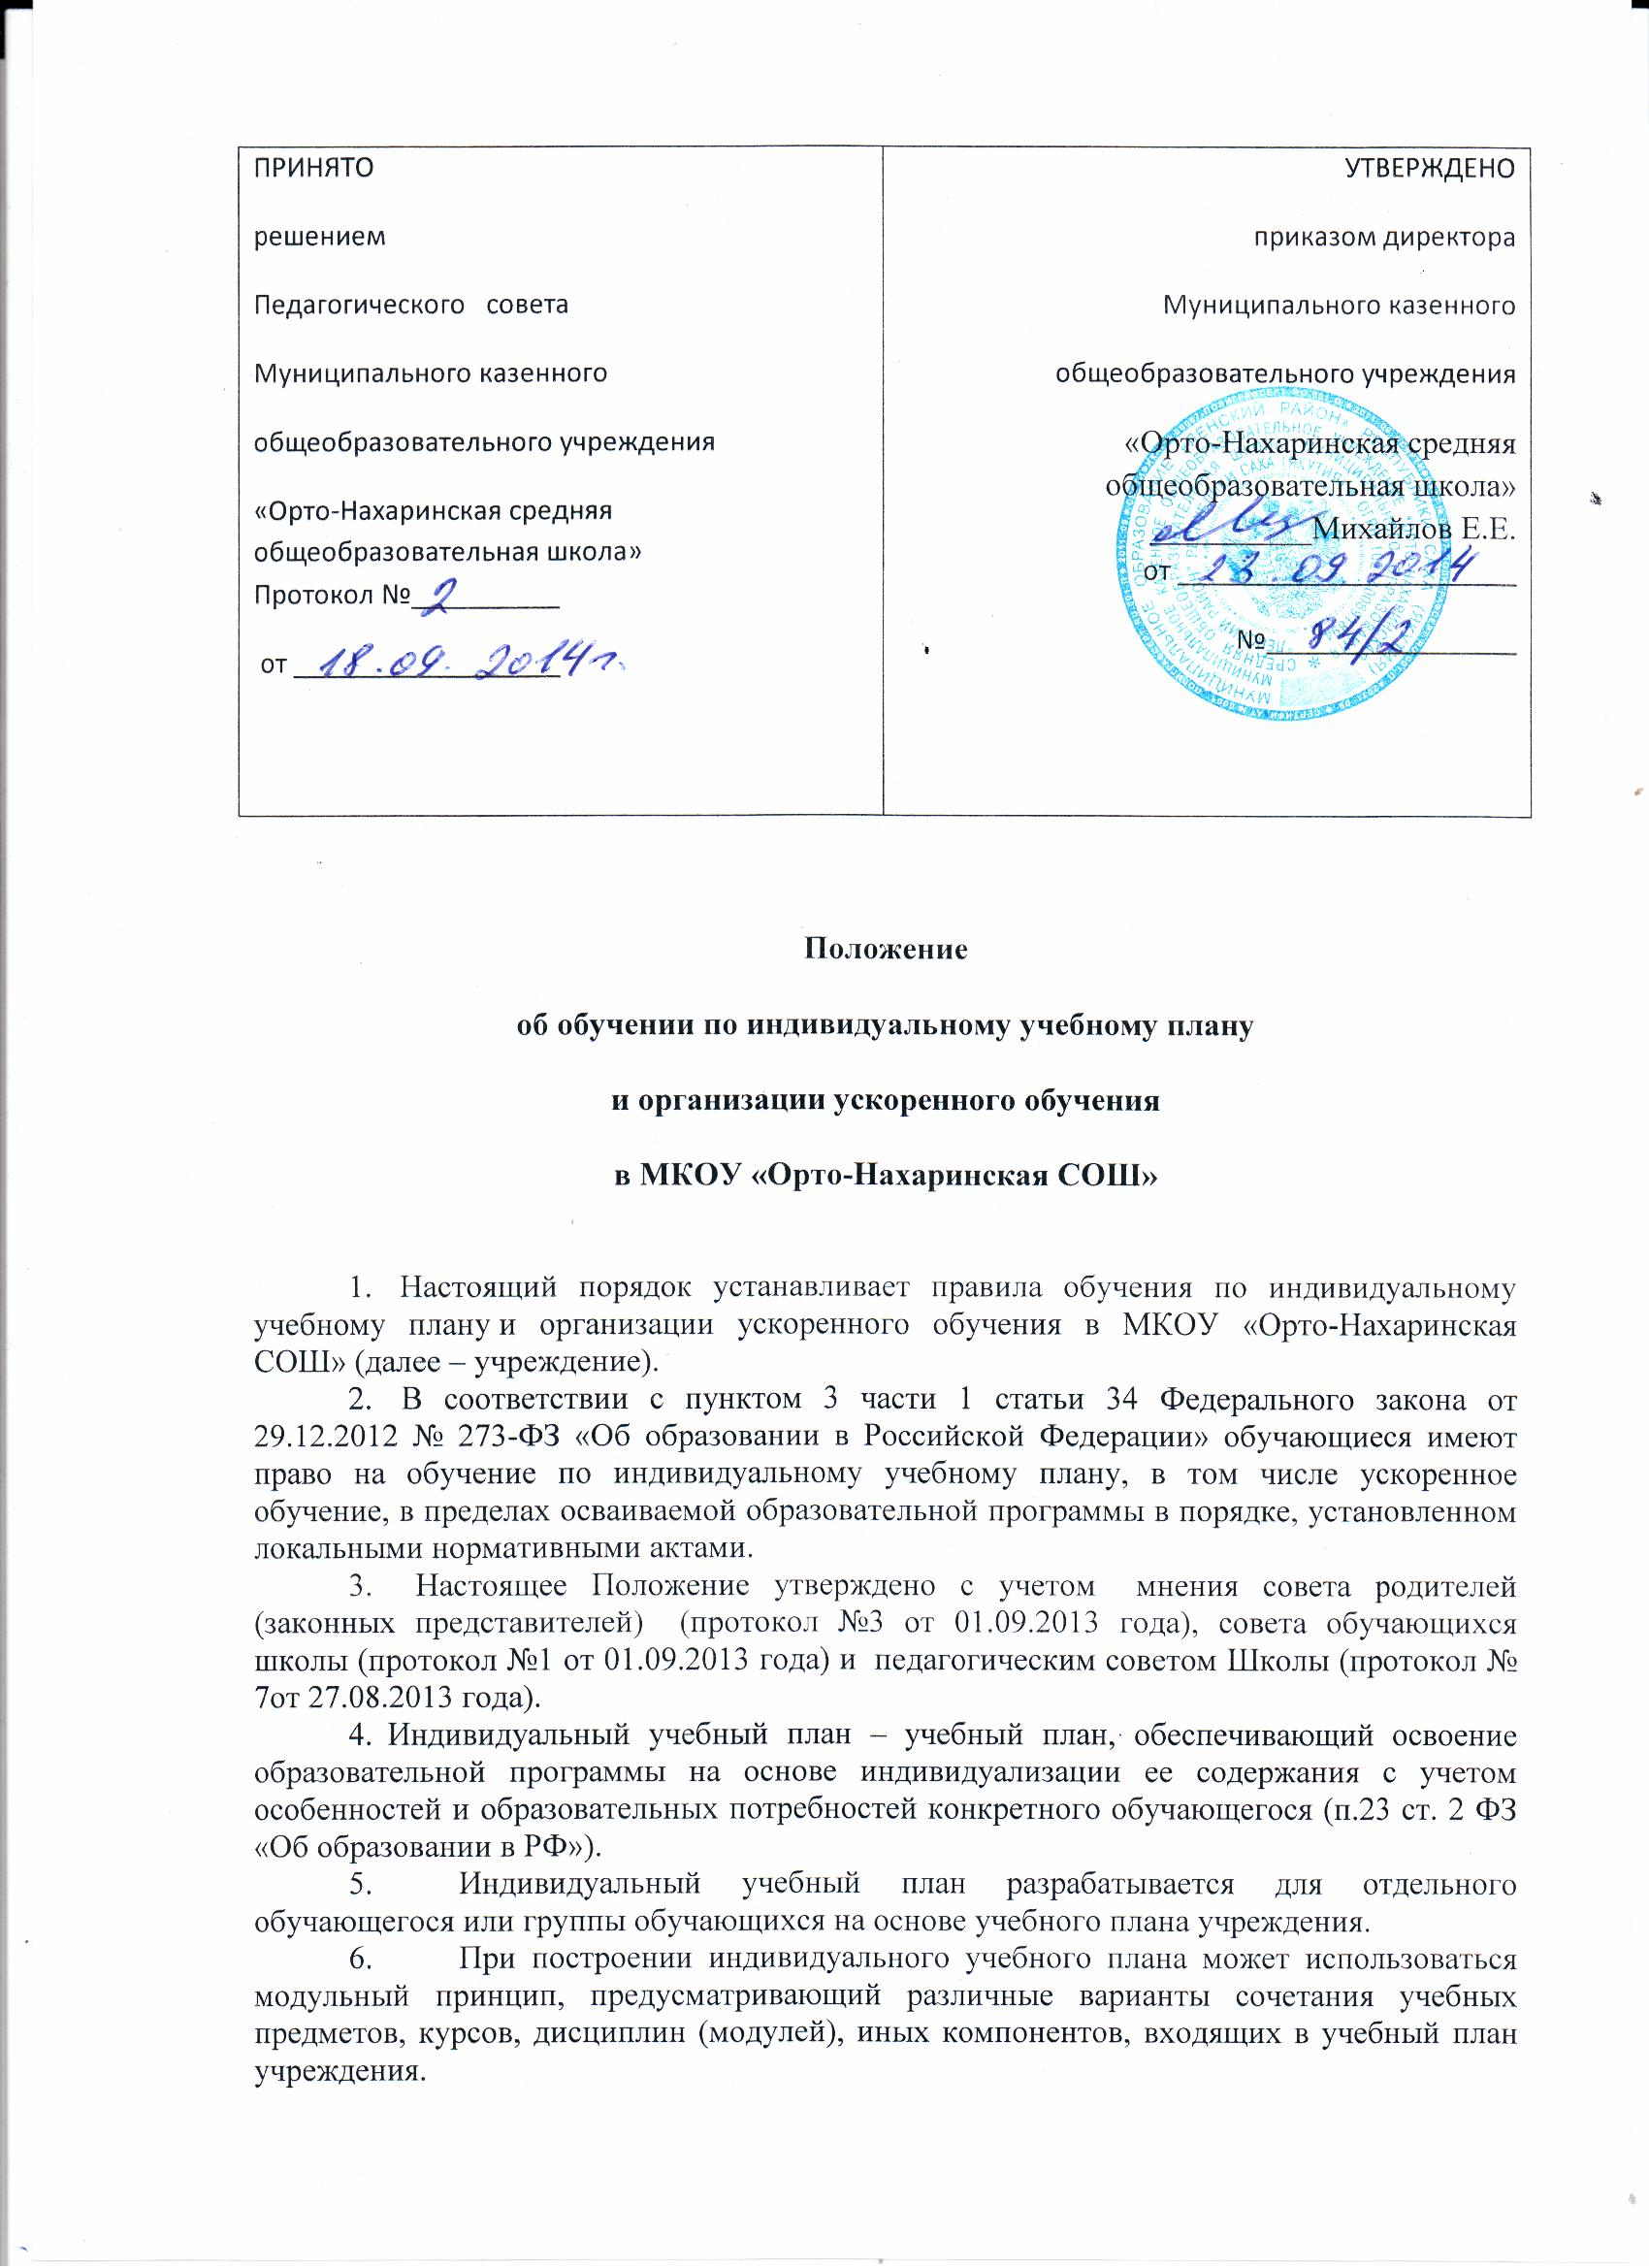 ПРИНЯТО
решением
Педагогического совета
Муниципального казенного
общеобразовательного учреждения
«Орто-Нахаринская средняя
общеобразовательная школа»
Протокол №2
от 18.09. 2014г.
УТВЕРЖДЕНО
приказом директора
Муниципального казенного
общеобразовательного учреждения
«Орто-Нахаринская средняя
общеобразовательная школа»
Михайлов Е.Е.
от 23.09 2014
№ 84/2
Положение
об обучении по индивидуальному учебному плану
и организации ускоренного обучения
в МКОУ «Орто-Нахаринская СОШ»
1. Настоящий порядок устанавливает правила обучения по индивидуальному
учебному плану и организации ускоренного обучения в МКОУ «Орто-Нахаринская
СОШ» (далее – учреждение).
2. В соответствии с пунктом 3 части 1 статьи 34 Федерального закона от
29.12.2012 № 273-ФЗ «Об образовании в Российской Федерации» обучающиеся имеют
право на обучение по индивидуальному учебному плану, в том числе ускоренное
обучение, в пределах осваиваемой образовательной программы в порядке, установленном
локальными нормативными актами.
3. Настоящее Положение утверждено с учетом мнения совета родителей
(законных представителей) (протокол №3 от 01.09.2013 года), совета обучающихся
школы (протокол №1 от 01.09.2013 года) и педагогическим советом Школы (протокол №
7от 27.08.2013 года).
4. Индивидуальный учебный план – учебный план, обеспечивающий освоение
образовательной программы на основе индивидуализации ее содержания с учетом
особенностей и образовательных потребностей конкретного обучающегося (п.23 ст. 2 ФЗ
«Об образовании в РФ»).
5. Индивидуальный учебный план разрабатывается для отдельного
обучающегося или группы обучающихся на основе учебного плана учреждения.
6. При построении индивидуального учебного плана может использоваться
модульный принцип, предусматривающий различные варианты сочетания учебных
предметов, курсов, дисциплин (модулей), иных компонентов, входящих в учебный план
учреждения.